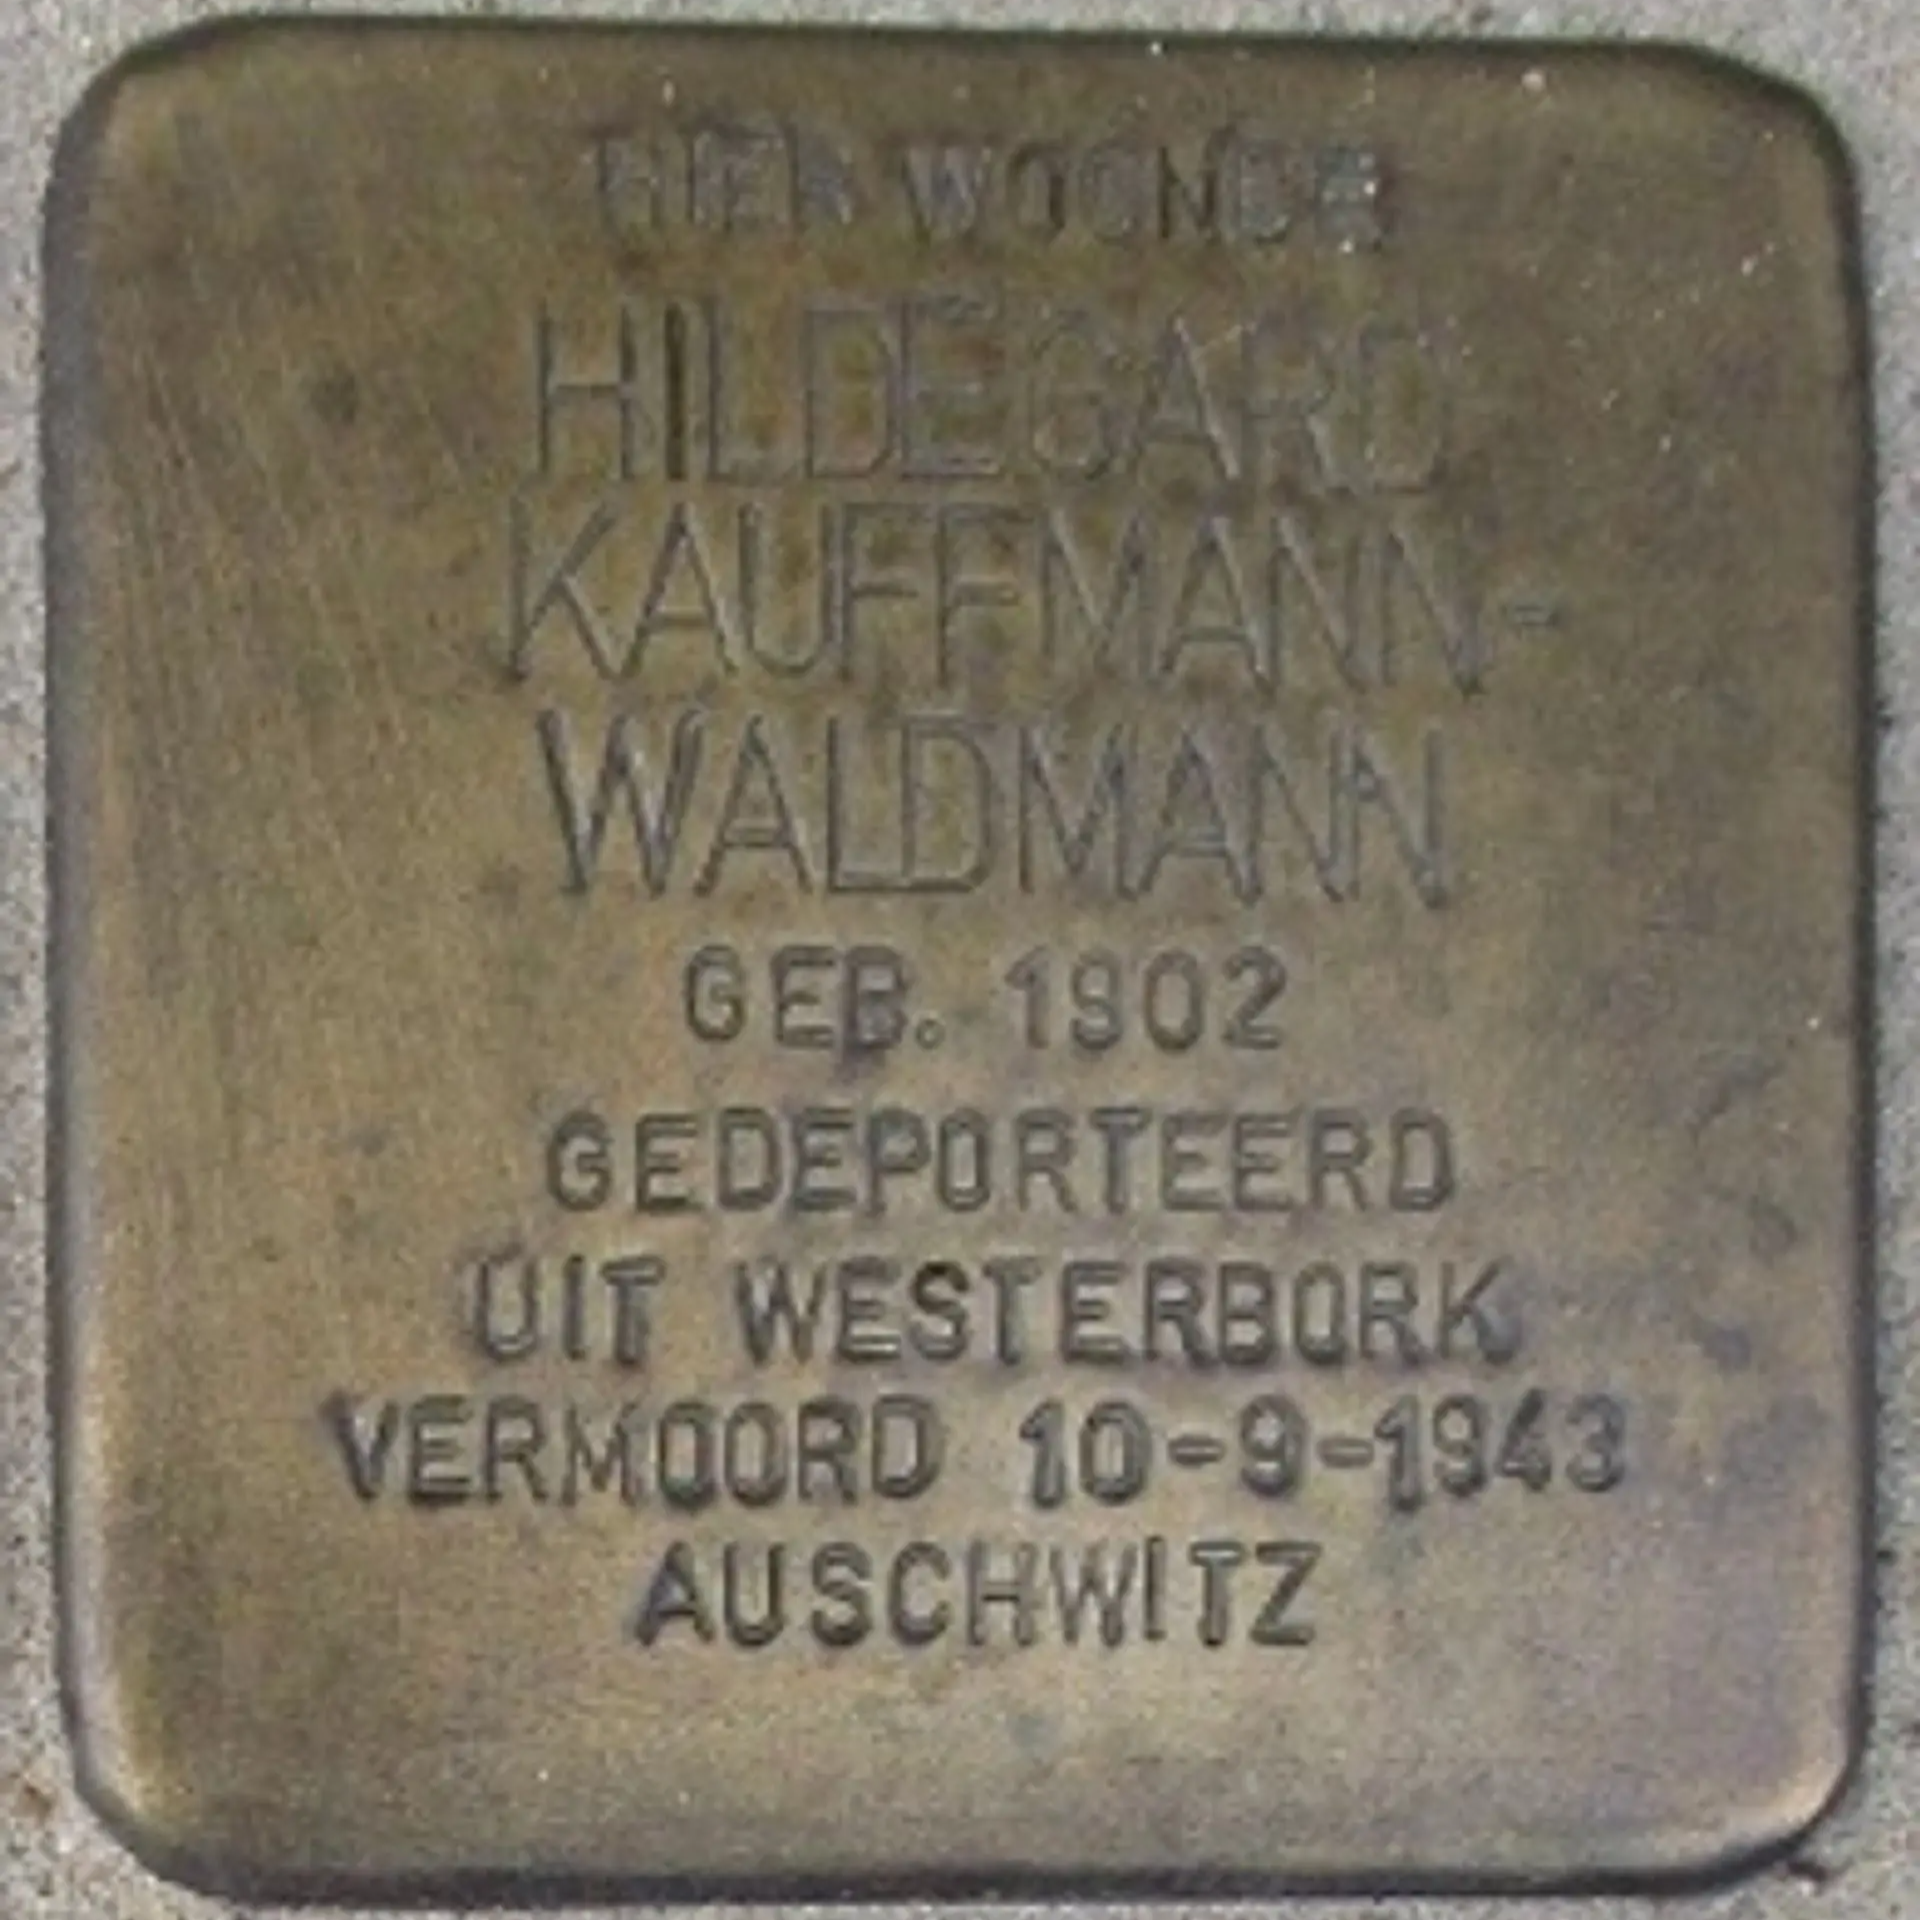 HIER WOONDE
HILDEGARD
KAUFFMANN-
WALDMANN
GEB. 1902
GEDEPORTEERD
UIT WESTERBORK
VERMOORD 10-9-1943
AUSCHWITZ